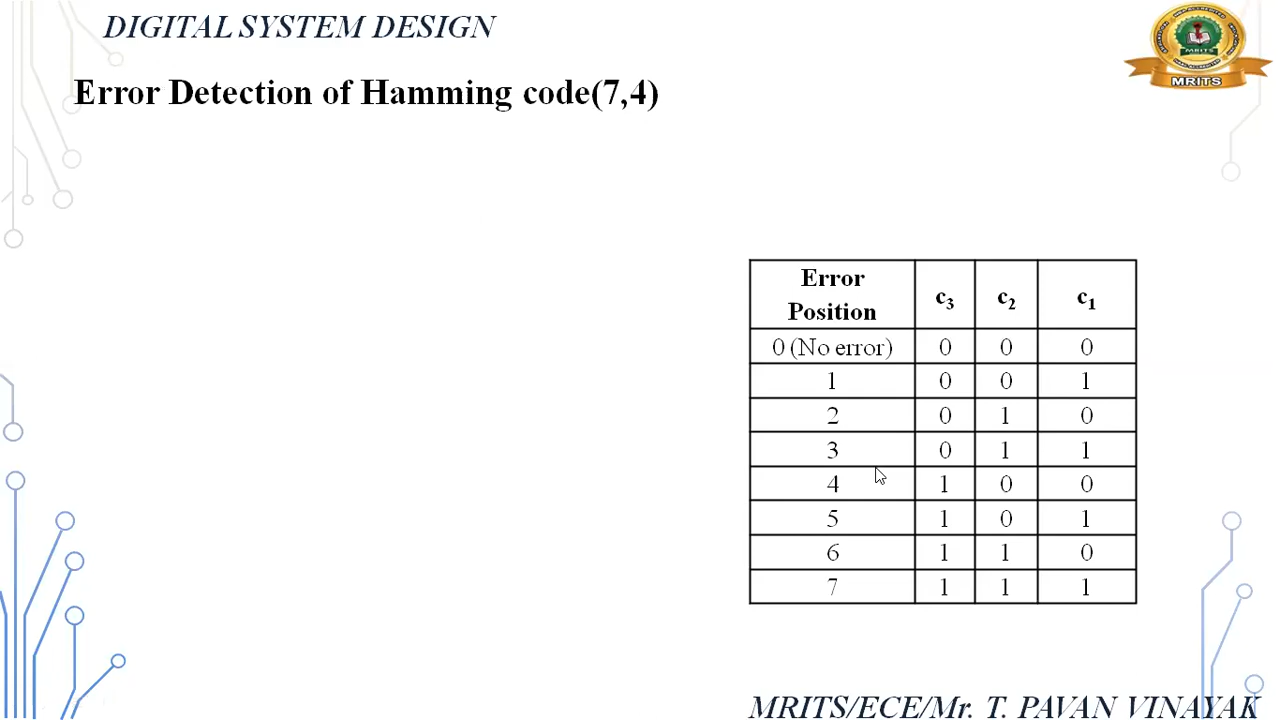 DIGITAL SYSTEM DESIGN
MRITS
MRITS
Error Detection of Hamming code(7,4)
Error Position c3 c2 c1
0 (No error) 0 0 0
1 0 0 1
2 0 1 0
3 0 1 1
4 1 0 0
5 1 0 1
6 1 1 0
7 1 1 1
MRITS/ECE/Mr. T. PAVAN VINAYAK